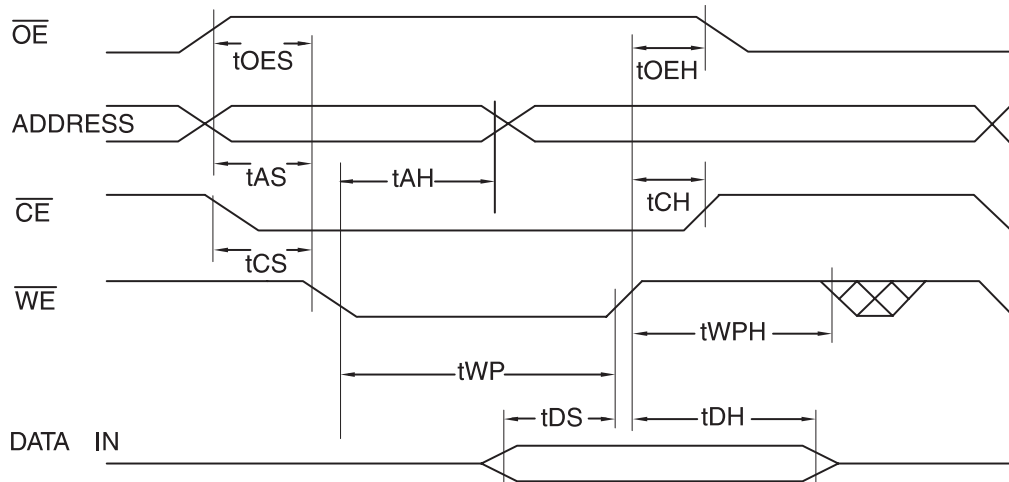 OE
tOES
tOEH
ADDRESS
tAS
tAH
tCH
CE
tCS
WE
tWPH
tWP
tDS
tDH
DATA IN